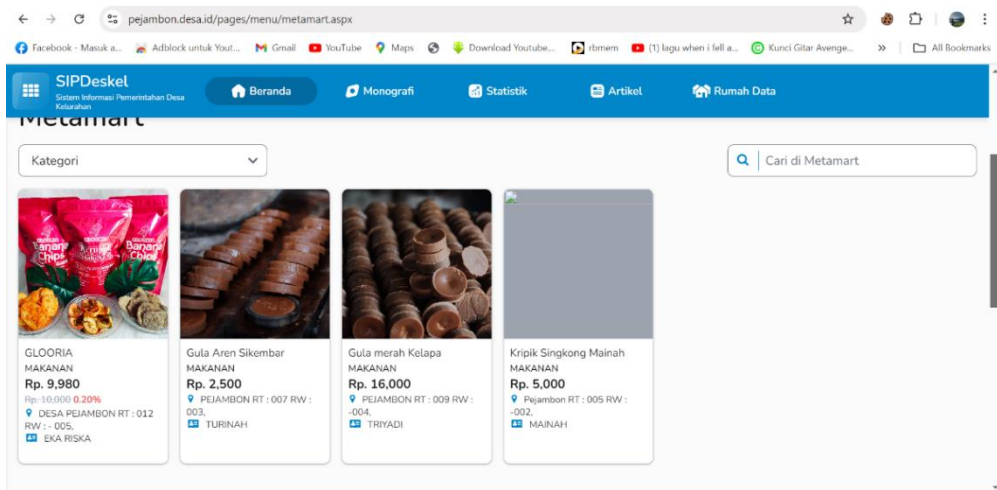 pejambon.desa.id/pages/menu/metamart.aspx
Facebook - Masuk a...
Adblock untuk Yout...
Gmail
YouTube
Maps
Download Youtube...
rbmem
(1) lagu when i fell a...
Kunci Gitar Avenge...
»
All Bookmarks
SIPDeskel
Sistem Informasi Pemerintahan Desa
Kelurahan
Beranda
Monografi
Statistik
Artikel
Rumah Data
Metamart
Kategori
Cari di Metamart
Banana
Chips
Banana
Chips
GLOORIA
MAKANAN
Rp. 9,980
Rp. 10,000 0.20%
DESA PEJAMBON RT : 012
RW : - 005,
EKA RISKA
Gula Aren Sikembar
MAKANAN
Rp. 2,500
PEJAMBON RT : 007 RW :
003,
TURINAH
Gula merah Kelapa
MAKANAN
Rp. 16,000
PEJAMBON RT : 009 RW :
-004,
TRIYADI
Kripik Singkong Mainah
MAKANAN
Rp. 5,000
Pejambon RT : 005 RW :
-002,
MAINAH